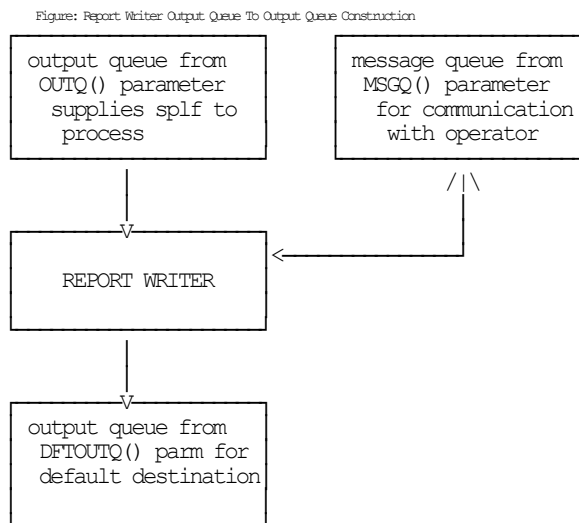 Figure: Report Writer Output Queue To Output Queue Construction
output queue from
OUTQ() parameter
supplies splf to
process
message queue from
MSGQ() parameter
for communication
with operator
REPORT WRITER
output queue from
DFTOUTQ() parm for
default destination